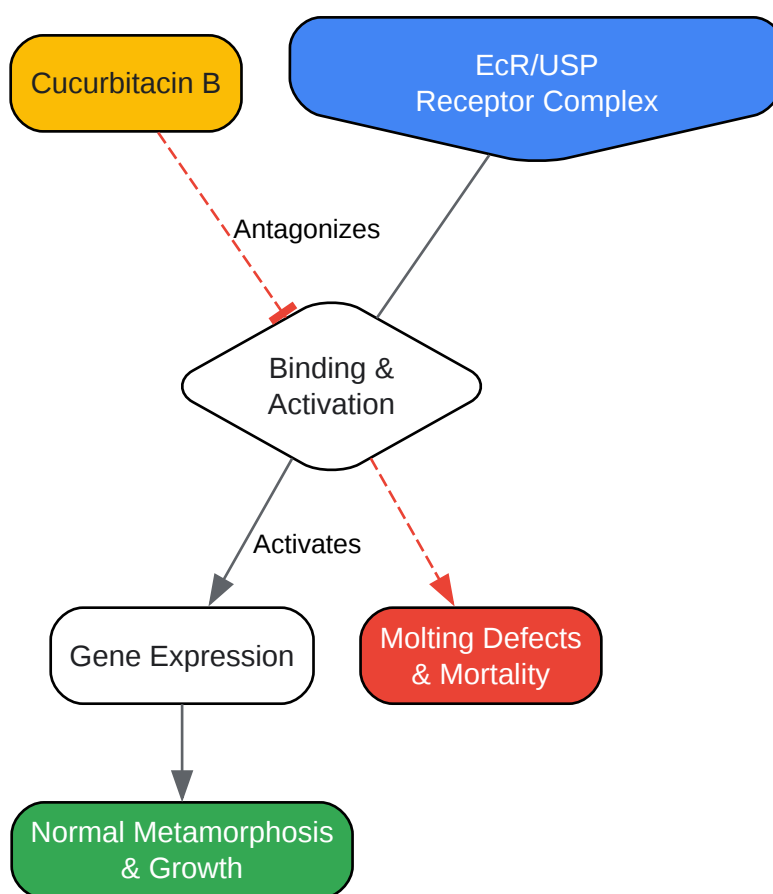 Cucurbitacin B
EcR/USP
Receptor Complex
Antagonizes
Binding &
Activation
Activates
Gene Expression
Molting Defects
& Mortality
Normal Metamorphosis
& Growth